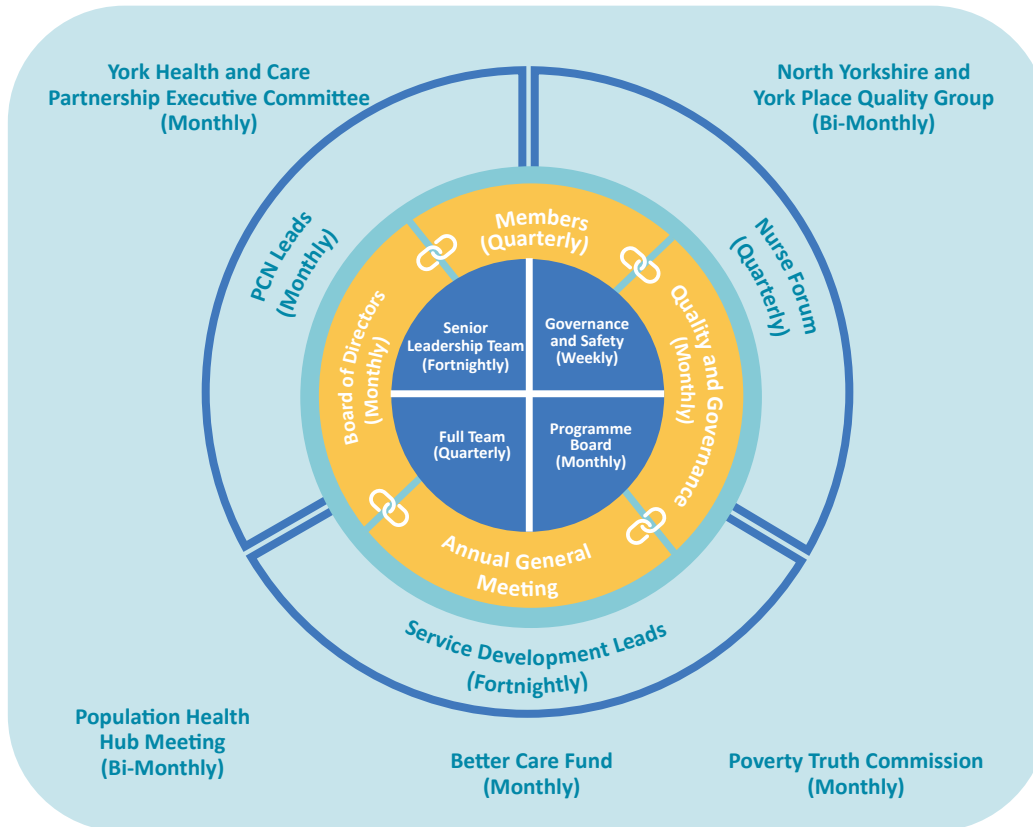 York Health and Care
Partnership Executive Committee
(Monthly)
North Yorkshire and
York Place Quality Group
(Bi-Monthly)
PCN Leads
(Monthly)
Nurse Forum
(Quarterly)
Members
(Quarterly)
Board of Directors
(Monthly)
Quality and Governance
(Monthly)
Senior
Leadership Team
(Fortnightly)
Governance
and Safety
(Weekly)
Full Team
(Quarterly)
Programme
Board
(Monthly)
Annual General
Meeting
Service Development Leads
(Fortnightly)
Population Health
Hub Meeting
(Bi-Monthly)
Better Care Fund
(Monthly)
Poverty Truth Commission
(Monthly)